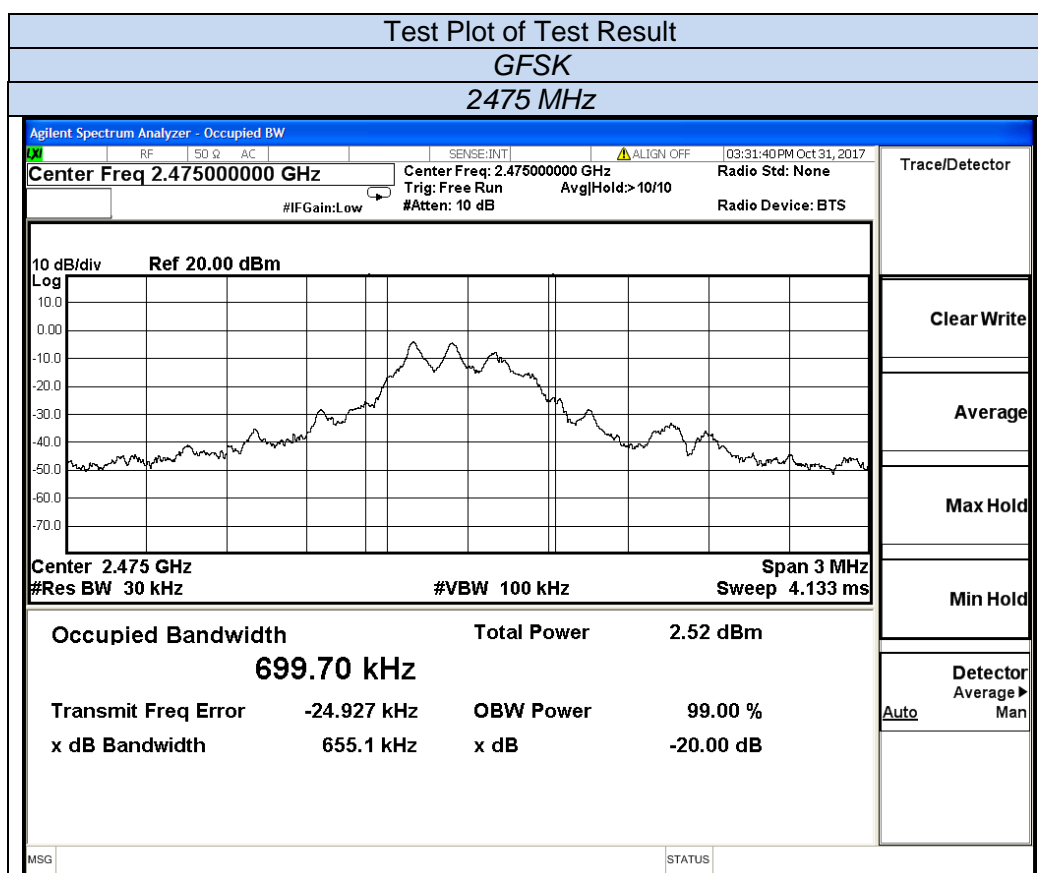 Test Plot of Test Result
GFSK
2475 MHz
Agilent Spectrum Analyzer - Occupied BW
LXI RF 50 Ω AC SENSE:INT ALIGN OFF 03:31:40 PM Oct 31, 2017
Center Freq 2.475000000 GHz
Center Freq: 2.475000000 GHz
Radio Std: None
Trig: Free Run Avg|Hold:> 10/10
#IFGain:Low
#Atten: 10 dB
Radio Device: BTS
Trace/Detector
10 dB/div Ref 20.00 dBm
Log
10.0
0.00
-10.0
-20.0
-30.0
-40.0
-50.0
-60.0
-70.0
Center 2.475 GHz Span 3 MHz
#Res BW 30 kHz #VBW 100 kHz Sweep 4.133 ms
Clear Write
Average
Max Hold
Min Hold
Detector
Average
Auto Man
Occupied Bandwidth Total Power 2.52 dBm
699.70 kHz
Transmit Freq Error -24.927 kHz OBW Power 99.00 %
x dB Bandwidth 655.1 kHz x dB -20.00 dB
MSG STATUS